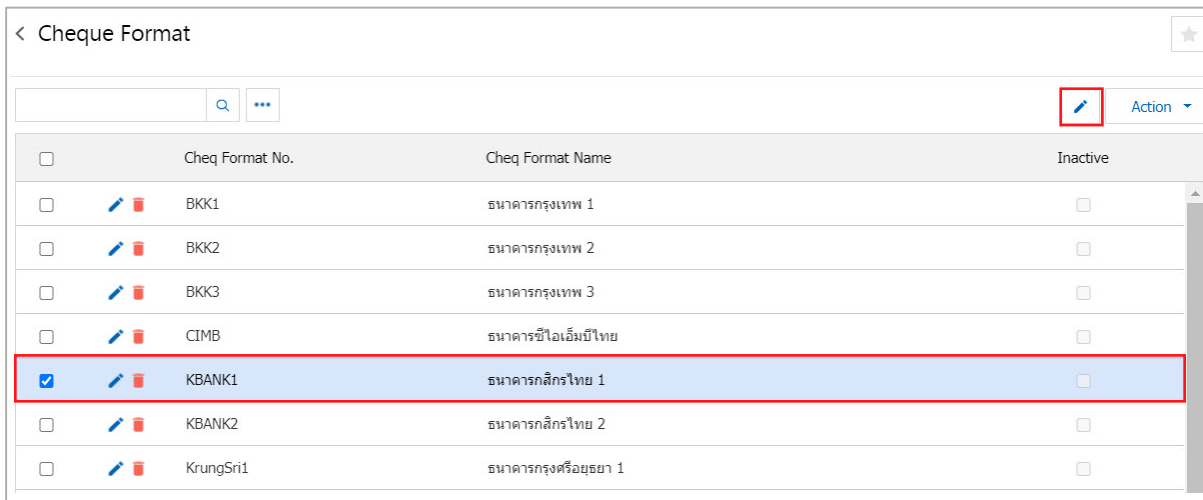 Cheque Format
Action
Cheq Format No. Cheq Format Name Inactive
BKK1 ธนาคารกรุงเทพ 1
BKK2 ธนาคารกรุงเทพ 2
BKK3 ธนาคารกรุงเทพ 3
CIMB ธนาคารซีไอเอ็มบีไทย
KBANK1 ธนาคารกสิกรไทย 1
KBANK2 ธนาคารกสิกรไทย 2
KrungSri1 ธนาคารกรุงศรีอยุธยา 1